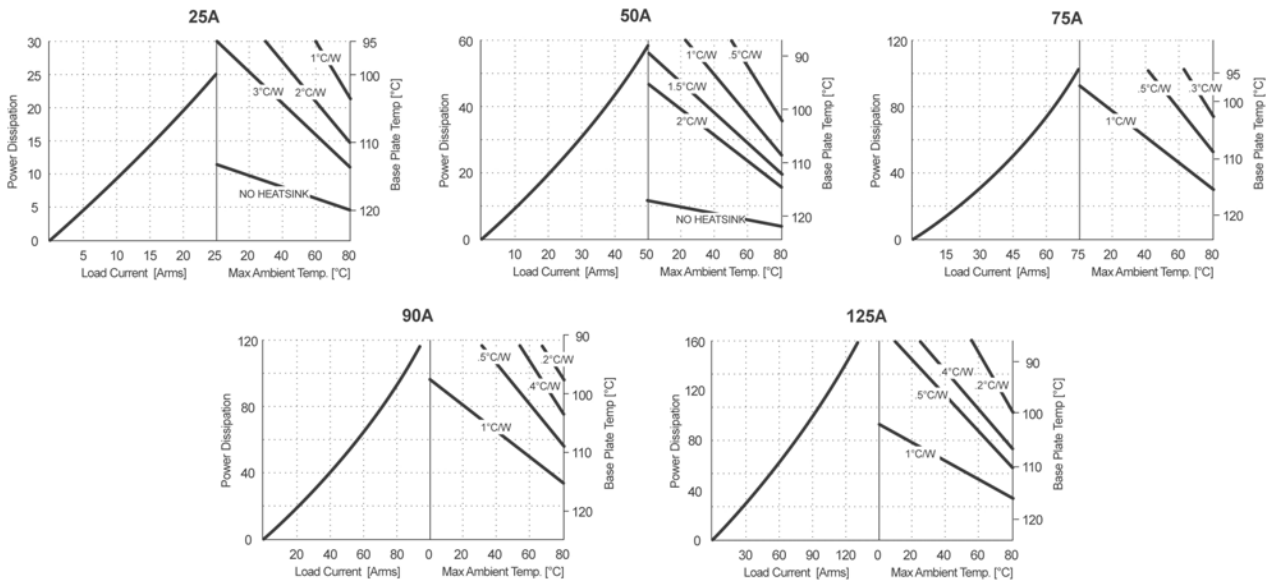 25A
30
25
20
15
10
5
0
Power Dissipation
5 10 15 20 25 20 40 60 80
Load Current [Arms] Max Ambient Temp. [°C]
1°C/W
2°C/W
3°C/W
NO HEATSINK
95
100
110
120
Base Plate Temp [°C]
50A
60
40
20
0
Power Dissipation
10 20 30 40 50 20 40 60 80
Load Current [Arms] Max Ambient Temp. [°C]
1°C/W .5°C/W
1.5°C/W
2°C/W
NO HEATSINK
90
100
110
120
Base Plate Temp [°C]
75A
120
80
40
0
Power Dissipation
15 30 45 60 75 20 40 60 80
Load Current [Arms] Max Ambient Temp. [°C]
.5°C/W .3°C/W
1°C/W
95
100
110
120
Base Plate Temp [°C]
90A
120
80
40
0
Power Dissipation
20 40 60 80 0 20 40 60 80
Load Current [Arms] Max Ambient Temp. [°C]
.5°C/W .2°C/W
.4°C/W
1°C/W
90
100
110
120
Base Plate Temp [°C]
125A
160
120
80
40
0
Power Dissipation
30 60 90 120 0 20 40 60 80
Load Current [Arms] Max Ambient Temp. [°C]
.4°C/W
.2°C/W
.5°C/W
1°C/W
90
100
110
120
Base Plate Temp [°C]